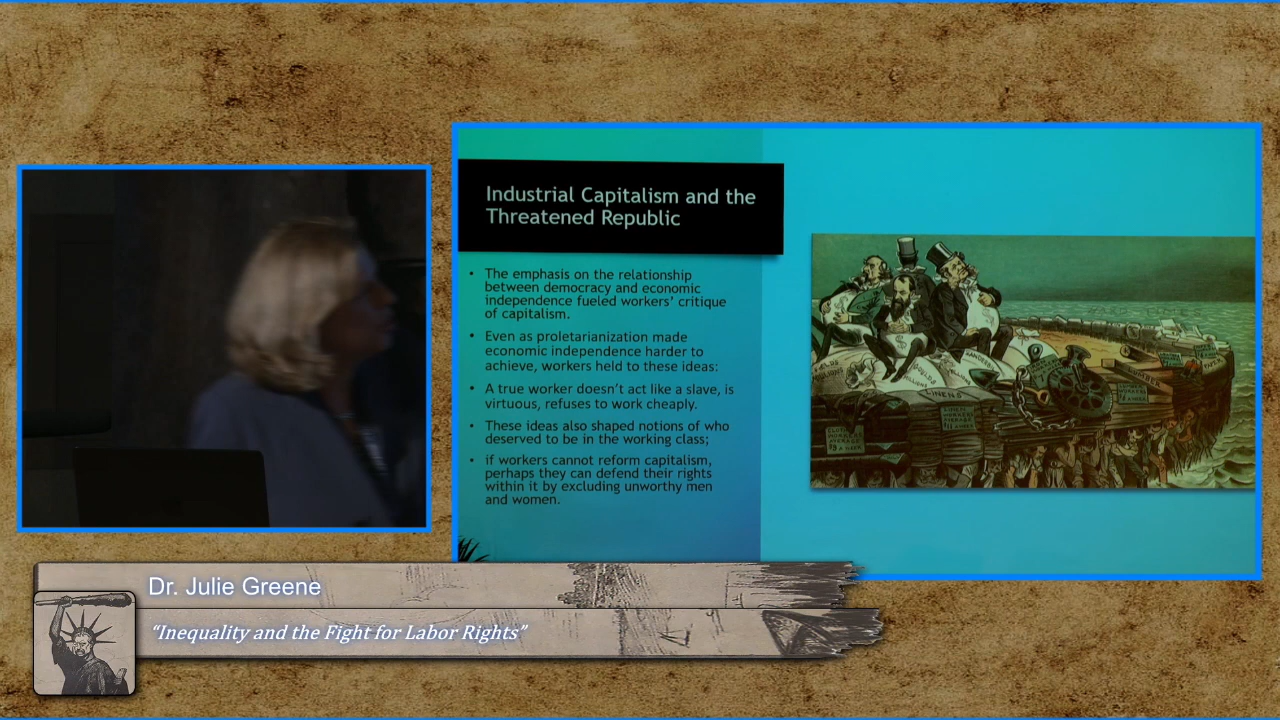 Industrial Capitalism and the
Threatened Republic
• The emphasis on the relationship
between democracy and economic
independence fueled workers' critique
of capitalism.
• Even as proletarianization made
economic independence harder to
achieve, workers held to these ideas:
• A true worker doesn't act like a slave, is
virtuous, refuses to work cheaply.
• These ideas also shaped notions of who
deserved to be in the working class;
• if workers cannot reform capitalism,
perhaps they can defend their rights
within it by excluding unworthy men
and women.
LINENS
Dr. Julie Greene
“Inequality and the Fight for Labor Rights”